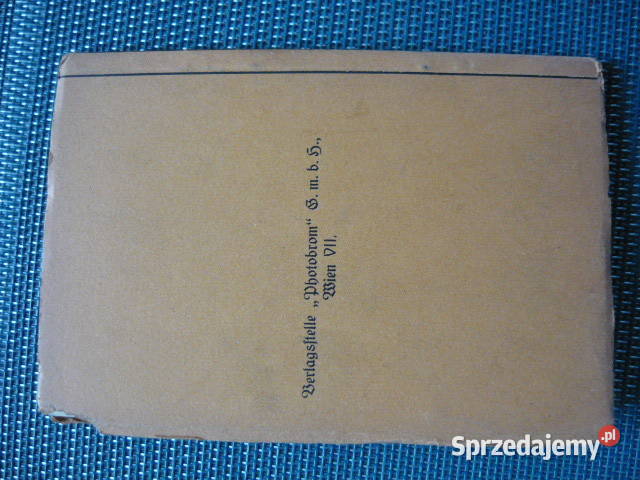 Verlagsstelle „Photobrom“ G. m. b. H.,
Wien VII.
Sprzedajemy.pl